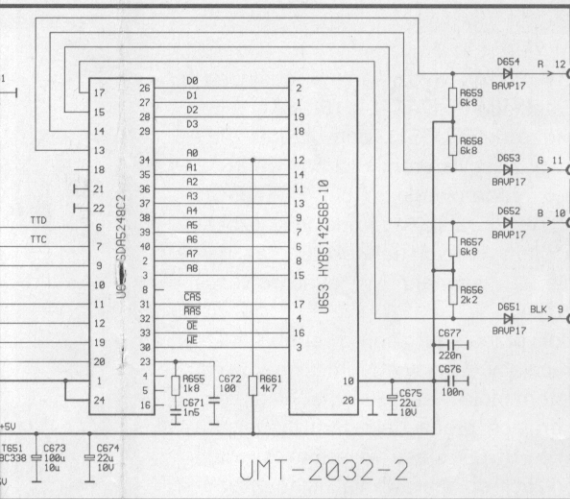 D654 R 12
BAVP17
R659
6k8
R658
6k8
D653 G 11
BAVP17
D652 B 10
BAVP17
R657
6k8
R656
2k2
D651 BLK 9
BAVP17
C677
220n
C676
100n
17 26 D0 2
15 27 D1 1
14 28 D2 19
13 29 D3 18
34 A0 12
18 35 A1 14
21 36 A2 11
22 37 A3 13
TTD 6 38 A4 9
TTC 7 39 A5 7
9 40 A6 8
10 2 A7 6
11 3 A8 15
12 8
31 CAS 17
32 RAS 4
19 33 OE 16
20 30 WE 3
1 23
24 4
5
16
SDA5248C2
U653 HYB514256B-10
10
20
R655
1k8
C671
1n5
C672
100
R661
4k7
C675
22u
10V
+5V
T651
BC338
C673
100u
10u
C674
22u
10V
UMT-2032-2